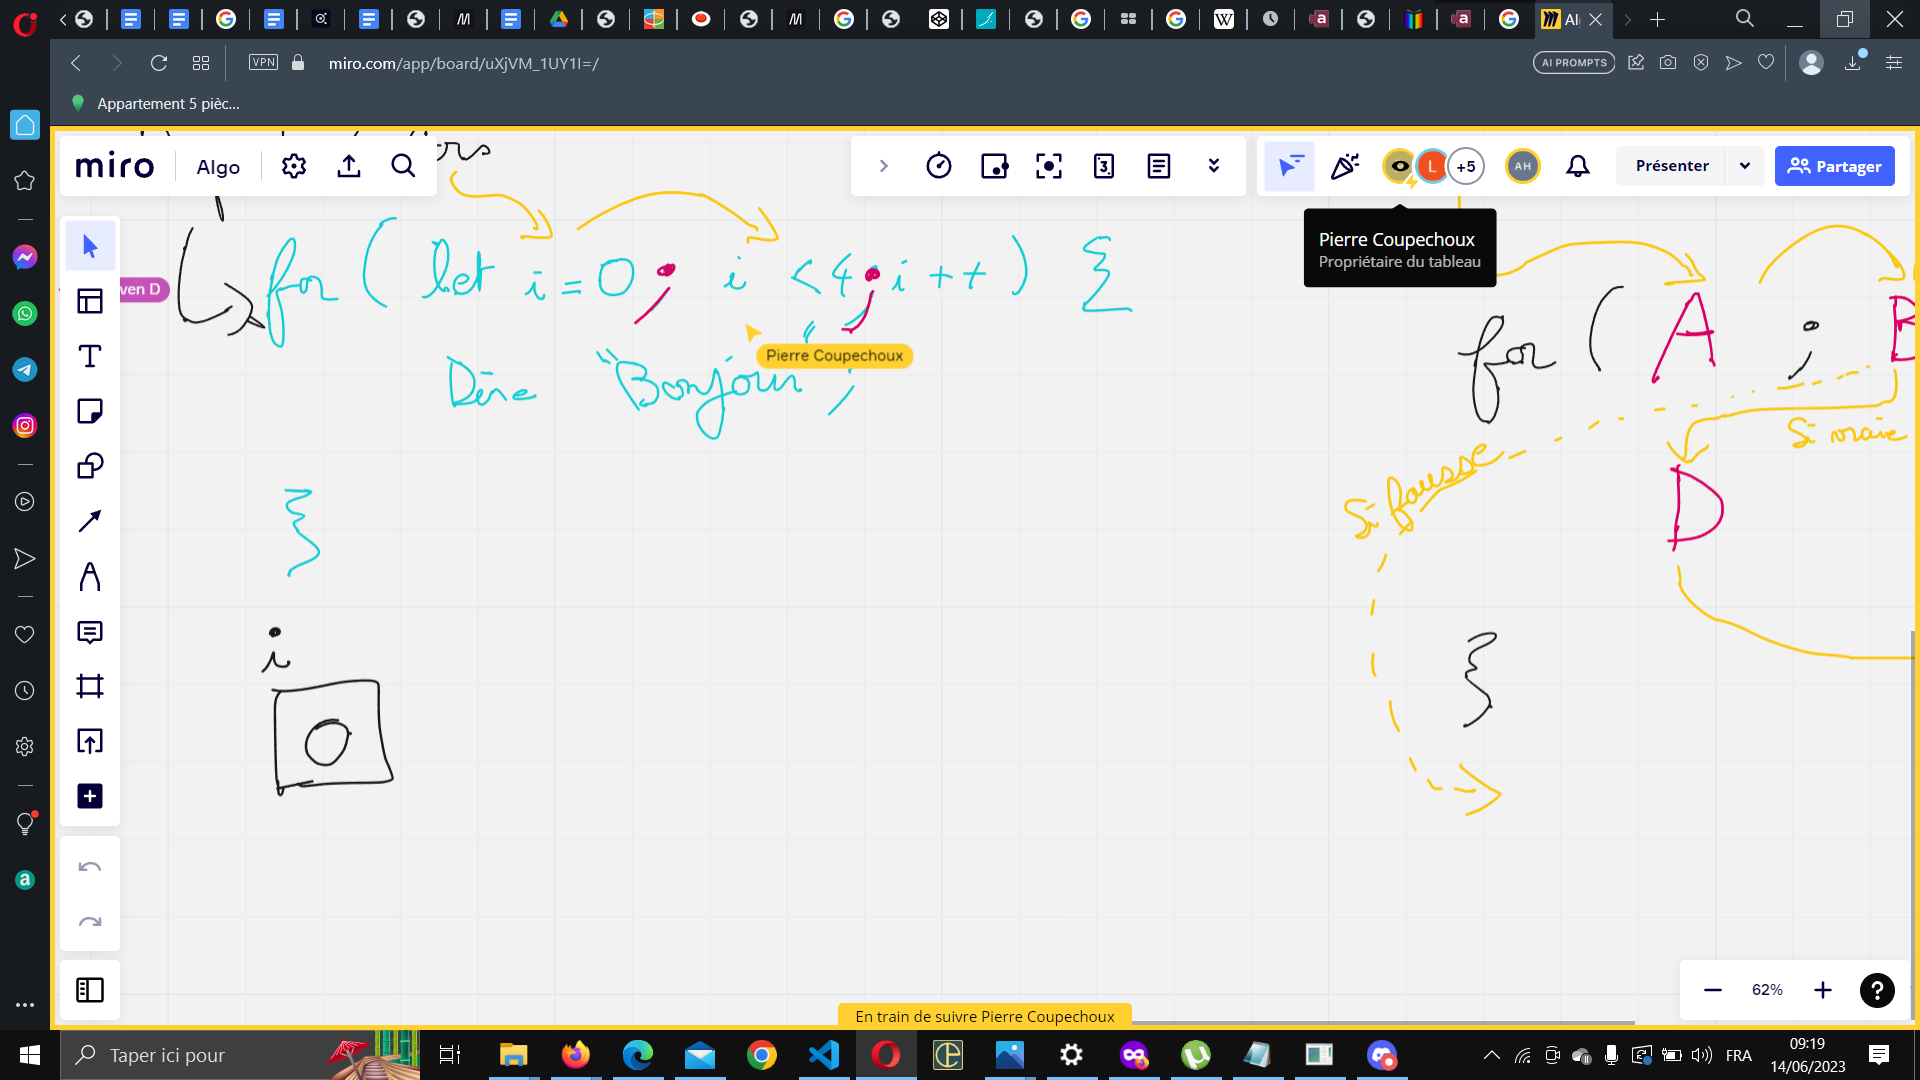 Al
VPN
miro.com/app/board/uXjVM_1UY1I=/
AI PROMPTS
Appartement 5 pièc...
miro
Algo
3
L
+5
AH
Présenter
Partager
Pierre Coupechoux
Propriétaire du tableau
ven D
for ( let i = 0 ; i < 4 ; i ++ ) {
Pierre Coupechoux
Dire "Bonjour" ;
}
i
0
for ( A ; B
Si vraie
Si fausse
D
}
62%
En train de suivre Pierre Coupechoux
Taper ici pour
FRA
09:19
14/06/2023